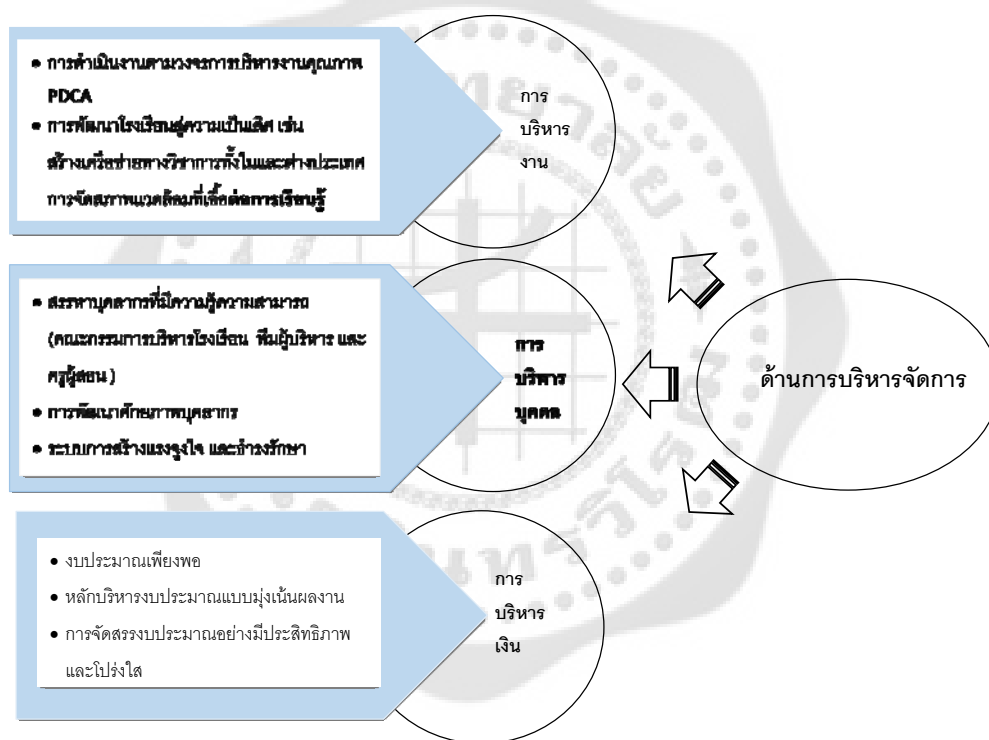 • การดำเนินงานตามวงจรการบริหารงานคุณภาพ
PDCA
• การพัฒนาโรงเรียนสู่ความเป็นเลิศ เช่น
สร้างเครือข่ายทางวิชาการทั้งในและต่างประเทศ
การจัดสภาพแวดล้อมที่เอื้อต่อการเรียนรู้
การ
บริหาร
งาน
• สรรหาบุคลากรที่มีความรู้ความสามารถ
(คณะกรรมการบริหารโรงเรียน ทีมผู้บริหาร และ
ครูผู้สอน )
• การพัฒนาศักยภาพบุคลากร
• ระบบการสร้างแรงจูงใจ และธำรงรักษา
การ
บริหาร
บุคคล
ด้านการบริหารจัดการ
• งบประมาณเพียงพอ
• หลักบริหารงบประมาณแบบมุ่งเน้นผลงาน
• การจัดสรรงบประมาณอย่างมีประสิทธิภาพ
และโปร่งใส
การ
บริหาร
เงิน